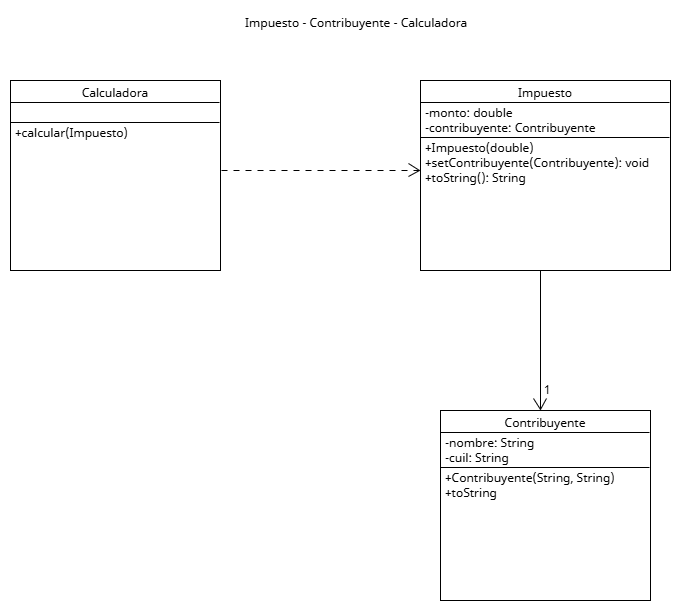 Impuesto - Contribuyente - Calculadora
Calculadora
+calcular(Impuesto)
Impuesto
-monto: double
-contribuyente: Contribuyente
+Impuesto(double)
+setContribuyente(Contribuyente): void
+toString(): String
1
Contribuyente
-nombre: String
-cuil: String
+Contribuyente(String, String)
+toString